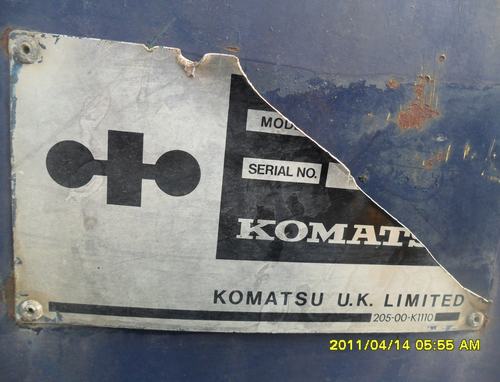 MOD
SERIAL NO.
KOMATS
KOMATSU U.K. LIMITED
205-00-K1110
2011/04/14 05:55 AM